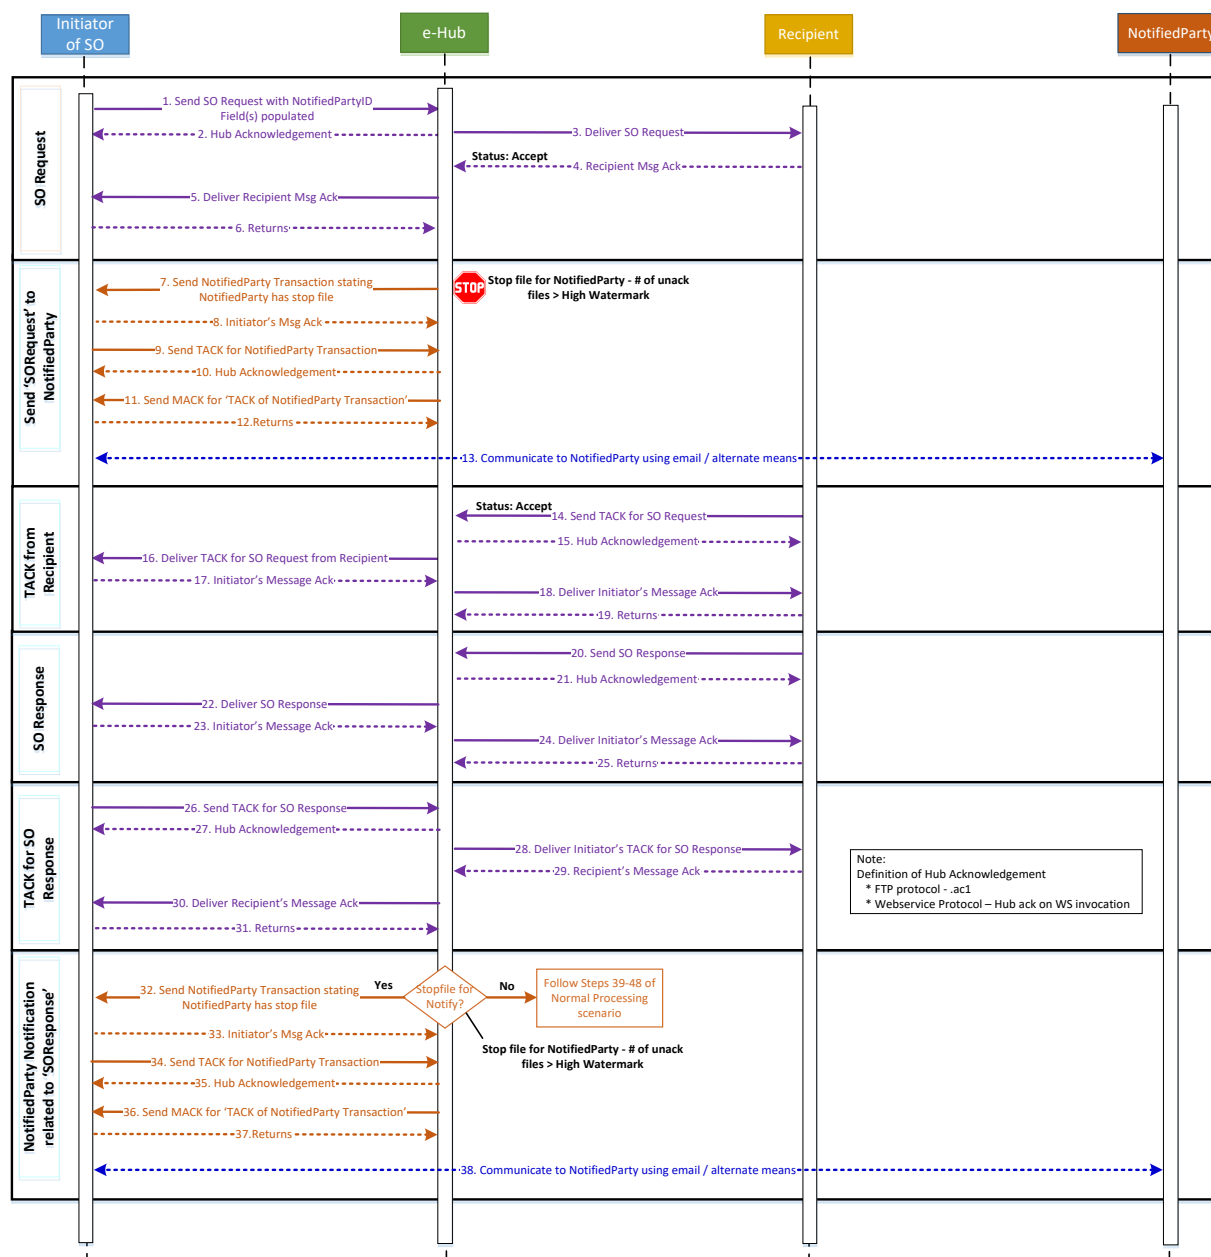 Initiator
of SO
e-Hub
Recipient
NotifiedParty
SO Request
1. Send SO Request with NotifiedPartyID
Field(s) populated
2. Hub Acknowledgement
3. Deliver SO Request
Status: Accept
4. Recipient Msg Ack
5. Deliver Recipient Msg Ack
6. Returns
Send ‘SORequest’ to
NotifiedParty
7. Send NotifiedParty Transaction stating
NotifiedParty has stop file
STOP
Stop file for NotifiedParty - # of unack
files > High Watermark
8. Initiator’s Msg Ack
9. Send TACK for NotifiedParty Transaction
10. Hub Acknowledgement
11. Send MACK for ‘TACK of NotifiedParty Transaction’
12.Returns
13. Communicate to NotifiedParty using email / alternate means
TACK from
Recipient
Status: Accept
14. Send TACK for SO Request
15. Hub Acknowledgement
16. Deliver TACK for SO Request from Recipient
17. Initiator’s Message Ack
18. Deliver Initiator’s Message Ack
19. Returns
SO Response
20. Send SO Response
21. Hub Acknowledgement
22. Deliver SO Response
23. Initiator’s Message Ack
24. Deliver Initiator’s Message Ack
25. Returns
TACK for SO
Response
26. Send TACK for SO Response
27. Hub Acknowledgement
28. Deliver Initiator’s TACK for SO Response
29. Recipient’s Message Ack
30. Deliver Recipient’s Message Ack
31. Returns
Note:
Definition of Hub Acknowledgement
* FTP protocol - .ac1
* Webservice Protocol – Hub ack on WS invocation
NotifiedParty Notification
related to ‘SOResponse’
32. Send NotifiedParty Transaction stating
NotifiedParty has stop file
Yes
Stopfile for
Notify?
No
Follow Steps 39-48 of
Normal Processing
scenario
33. Initiator’s Msg Ack
Stop file for NotifiedParty - # of unack
files > High Watermark
34. Send TACK for NotifiedParty Transaction
35. Hub Acknowledgement
36. Send MACK for ‘TACK of NotifiedParty Transaction’
37.Returns
38. Communicate to NotifiedParty using email / alternate means